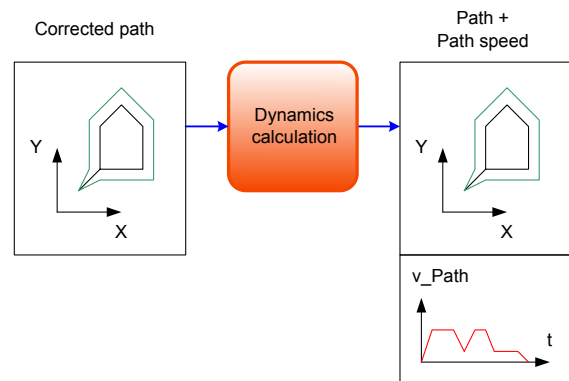 Corrected path
Path +
Path speed
Y
X
Dynamics
calculation
Y
X
v_Path
t